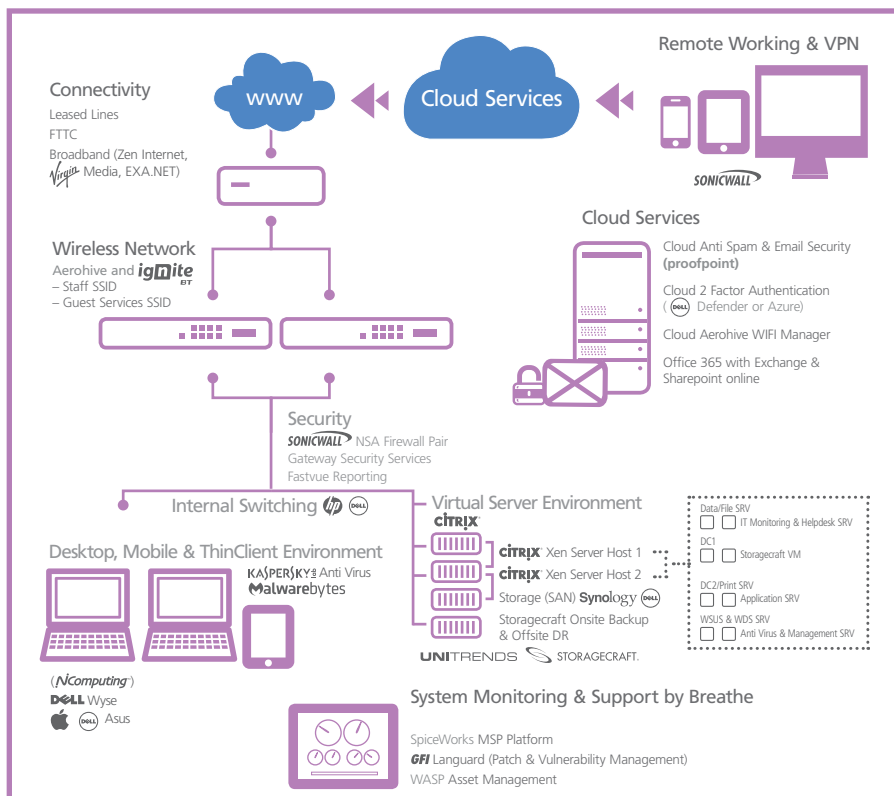 Remote Working & VPN
SONICWALL
www
Cloud Services
Connectivity
Leased Lines
FTTC
Broadband (Zen Internet,
Virgin Media, EXA.NET)
Wireless Network
Aerohive and ignite
BT
– Staff SSID
– Guest Services SSID
Cloud Services
Cloud Anti Spam & Email Security
(proofpoint)
Cloud 2 Factor Authentication
( DELL Defender or Azure)
Cloud Aerohive WIFI Manager
Office 365 with Exchange &
Sharepoint online
Security
SONICWALL NSA Firewall Pair
Gateway Security Services
Fastvue Reporting
Internal Switching hp DELL
Desktop, Mobile & ThinClient Environment
KASPERSKY Anti Virus
Malwarebytes
(NComputing™)
DELL Wyse
DELL Asus
Virtual Server Environment
CITRIX
CITRIX Xen Server Host 1
CITRIX Xen Server Host 2
Storage (SAN) Synology DELL
Storagecraft Onsite Backup
& Offsite DR
UNITRENDS STORAGECRAFT.
Data/File SRV
IT Monitoring & Helpdesk SRV
DC1
Storagecraft VM
DC2/Print SRV
Application SRV
WSUS & WDS SRV
Anti Virus & Management SRV
System Monitoring & Support by Breathe
SpiceWorks MSP Platform
GFI Languard (Patch & Vulnerability Management)
WASP Asset Management